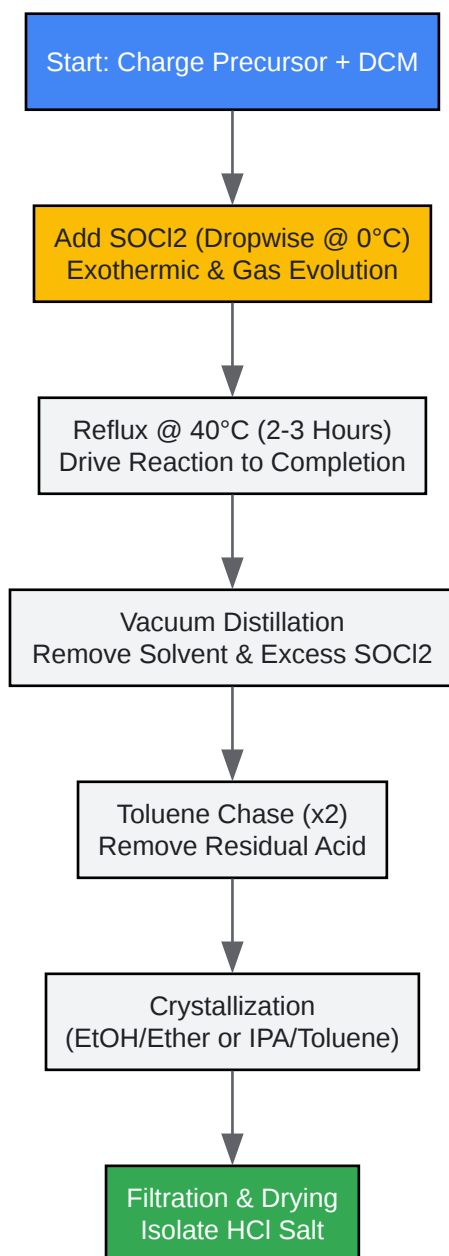 Start: Charge Precursor + DCM
Add SOCl2 (Dropwise @ 0°C)
Exothermic & Gas Evolution
Reflux @ 40°C (2-3 Hours)
Drive Reaction to Completion
Vacuum Distillation
Remove Solvent & Excess SOCl2
Toluene Chase (x2)
Remove Residual Acid
Crystallization
(EtOH/Ether or IPA/Toluene)
Filtration & Drying
Isolate HCl Salt